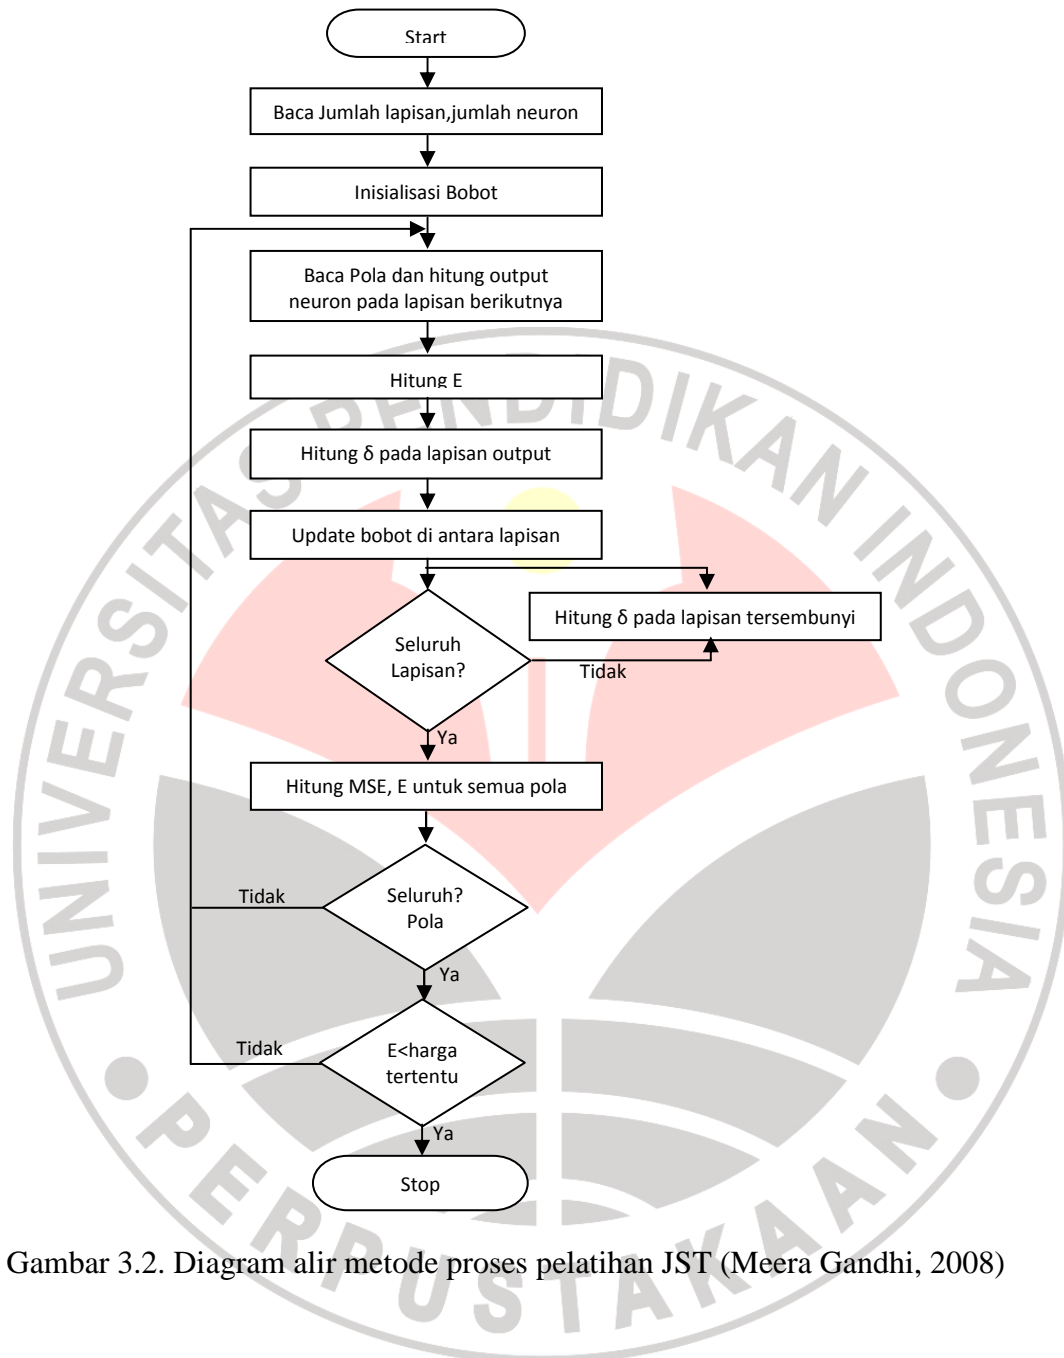 Start
Baca Jumlah lapisan,jumlah neuron
Inisialisasi Bobot
Baca Pola dan hitung output
neuron pada lapisan berikutnya
Hitung E
Hitung δ pada lapisan output
Update bobot di antara lapisan
Hitung δ pada lapisan tersembunyi
Seluruh
Lapisan?
Tidak
Ya
Hitung MSE, E untuk semua pola
Tidak
Seluruh?
Pola
Ya
Tidak
E<harga
tertentu
Ya
Stop
Gambar 3.2. Diagram alir metode proses pelatihan JST (Meera Gandhi, 2008)
UNIVERSITAS PENDIDIKAN INDONESIA
PERPUSTAKAAN